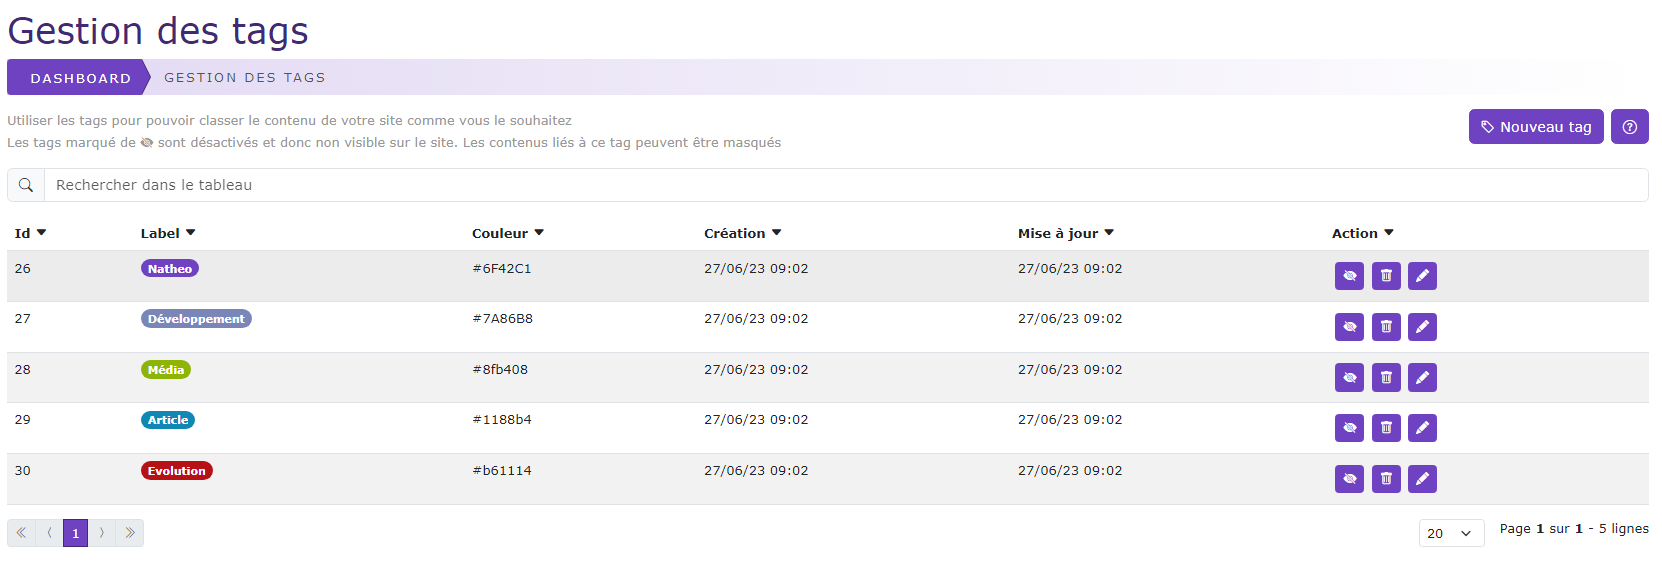 Gestion des tags
DASHBOARD GESTION DES TAGS
Utiliser les tags pour pouvoir classer le contenu de votre site comme vous le souhaitez
Les tags marqué de sont désactivés et donc non visible sur le site. Les contenus liés à ce tag peuvent être masqués
Nouveau tag
Rechercher dans le tableau
Id Label Couleur Création Mise à jour Action
26 Natheo #6F42C1 27/06/23 09:02 27/06/23 09:02
27 Développement #7A86B8 27/06/23 09:02 27/06/23 09:02
28 Média #8fb408 27/06/23 09:02 27/06/23 09:02
29 Article #1188b4 27/06/23 09:02 27/06/23 09:02
30 Evolution #b61114 27/06/23 09:02 27/06/23 09:02
« ‹ 1 › » 20 Page 1 sur 1 - 5 lignes